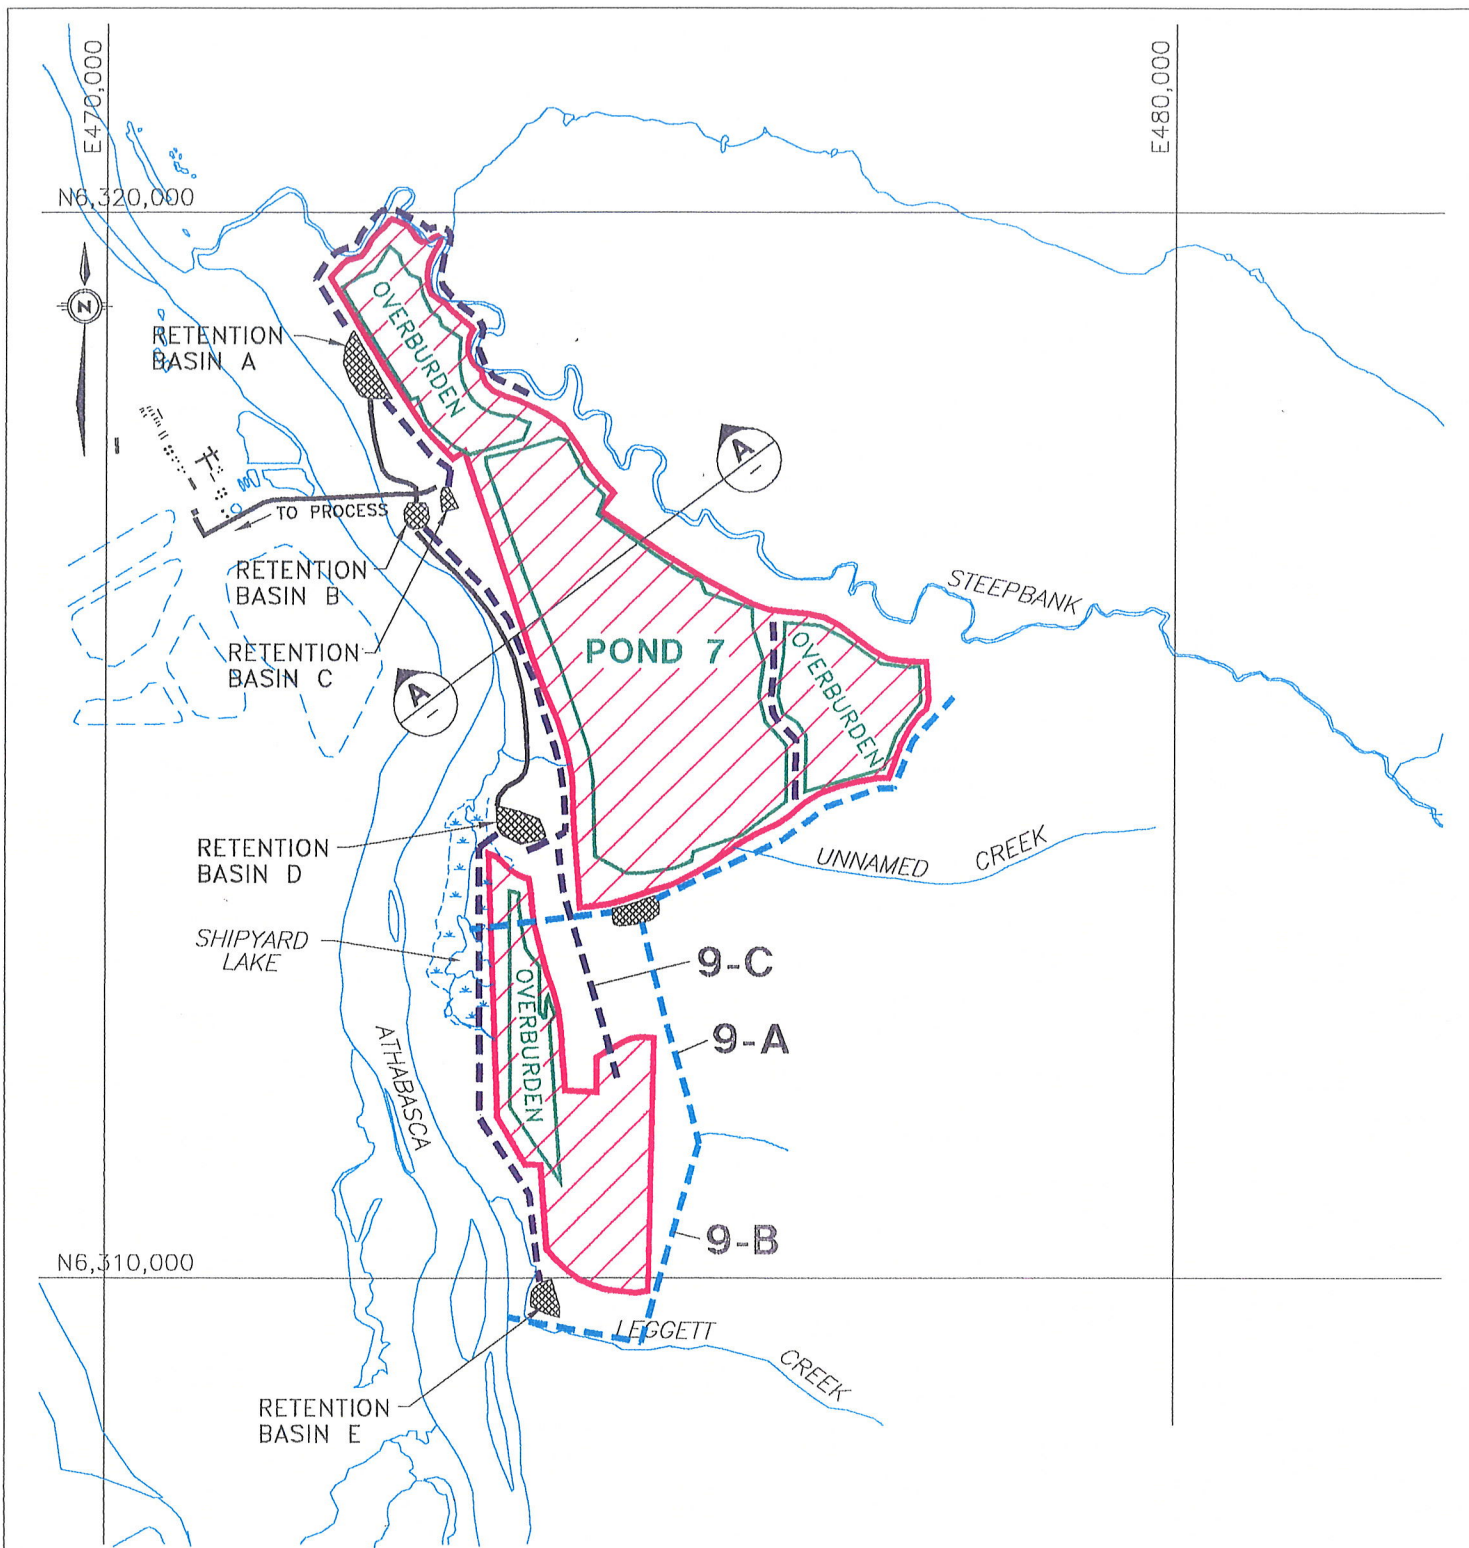 E470,000
E480,000
N6,320,000
N
RETENTION
BASIN A
OVERBURDEN
A
TO PROCESS
RETENTION
BASIN B
STEEPBANK
RETENTION
BASIN C
POND 7
OVERBURDEN
A
RETENTION
BASIN D
UNNAMED CREEK
SHIPYARD
LAKE
9-C
OVERBURDEN
9-A
ATHABASCA
9-B
N6,310,000
LEGGETT
CREEK
RETENTION
BASIN E